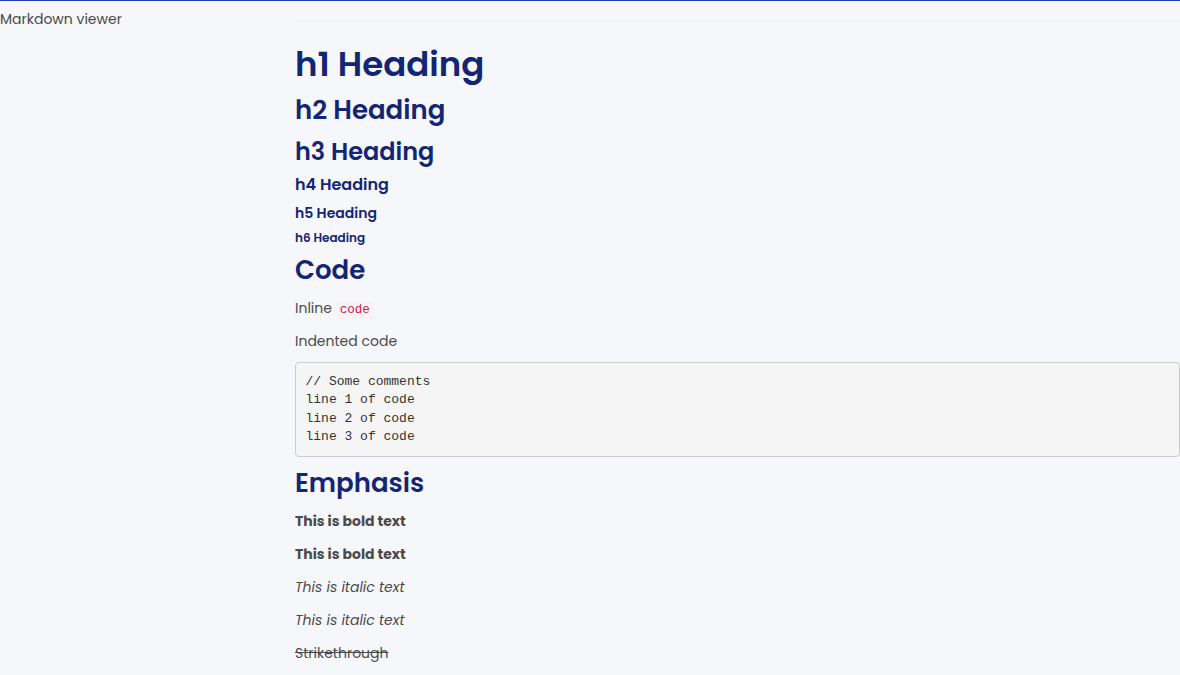 Markdown viewer
h1 Heading
h2 Heading
h3 Heading
h4 Heading
h5 Heading
h6 Heading
Code
Inline code
Indented code
// Some comments
line 1 of code
line 2 of code
line 3 of code
Emphasis
This is bold text
This is bold text
This is italic text
This is italic text
Strikethrough